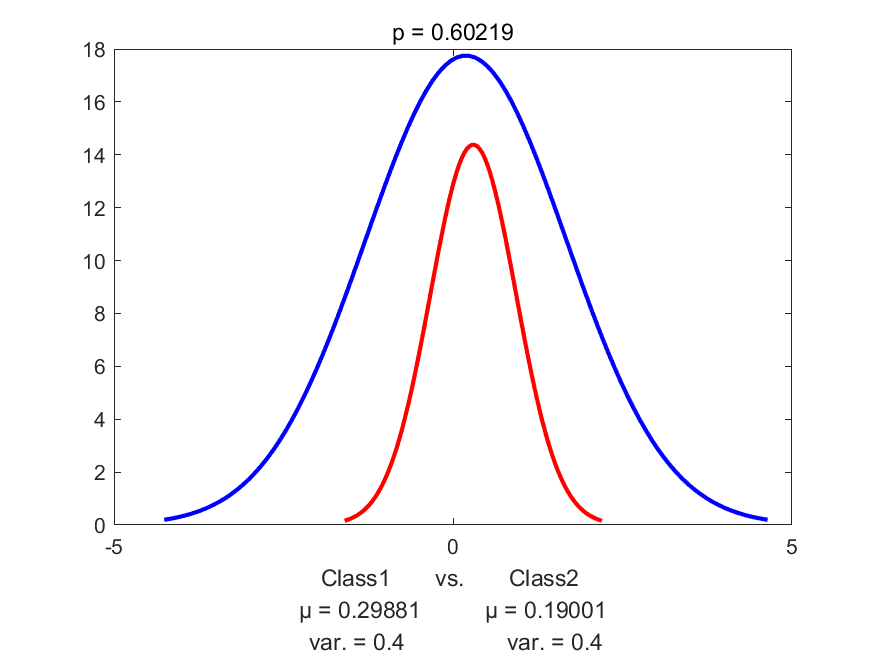 p = 0.60219
18
16
14
12
10
8
6
4
2
0
-5 0 5
Class1 vs. Class2
μ = 0.29881 μ = 0.19001
var. = 0.4 var. = 0.4